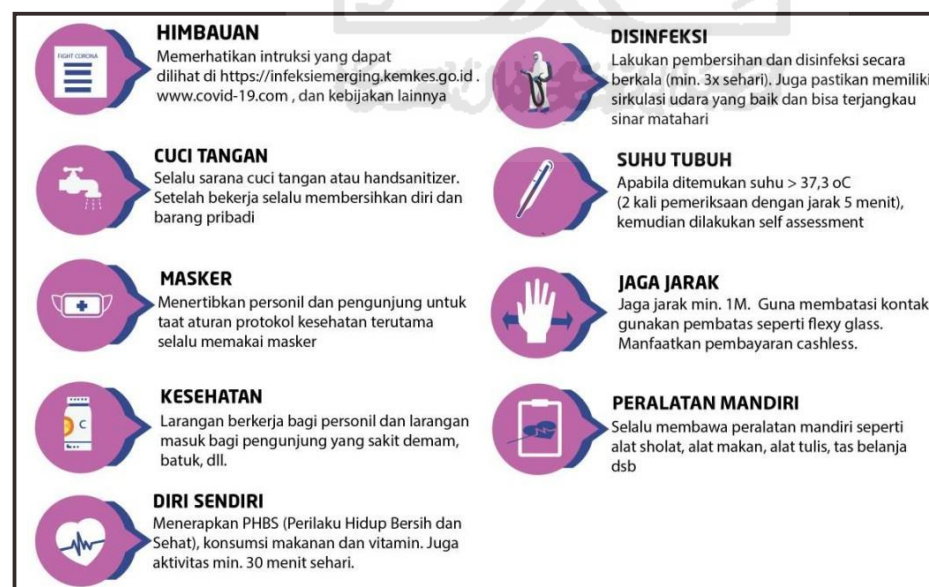 FIGHT CORONA
HIMBAUAN
Memerhatikan intruksi yang dapat
dilihat di https://infeksiemerging.kemkes.go.id .
www.covid-19.com , dan kebijakan lainnya
CUCI TANGAN
Selalu sarana cuci tangan atau handsanitizer.
Setelah bekerja selalu membersihkan diri dan
barang pribadi
MASKER
Menertibkan personil dan pengunjung untuk
taat aturan protokol kesehatan terutama
selalu memakai masker
C
KESEHATAN
Larangan berkerja bagi personil dan larangan
masuk bagi pengunjung yang sakit demam,
batuk, dll.
DIRI SENDIRI
Menerapkan PHBS (Perilaku Hidup Bersih dan
Sehat), konsumsi makanan dan vitamin. Juga
aktivitas min. 30 menit sehari.
DISINFEKSI
Lakukan pembersihan dan disinfeksi secara
berkala (min. 3x sehari). Juga pastikan memiliki
sirkulasi udara yang baik dan bisa terjangkau
sinar matahari
SUHU TUBUH
Apabila ditemukan suhu > 37,3 oC
(2 kali pemeriksaan dengan jarak 5 menit),
kemudian dilakukan self assessment
JAGA JARAK
Jaga jarak min. 1M. Guna membatasi kontak
gunakan pembatas seperti flexy glass.
Manfaatkan pembayaran cashless.
PERALATAN MANDIRI
Selalu membawa peralatan mandiri seperti
alat sholat, alat makan, alat tulis, tas belanja
dsb